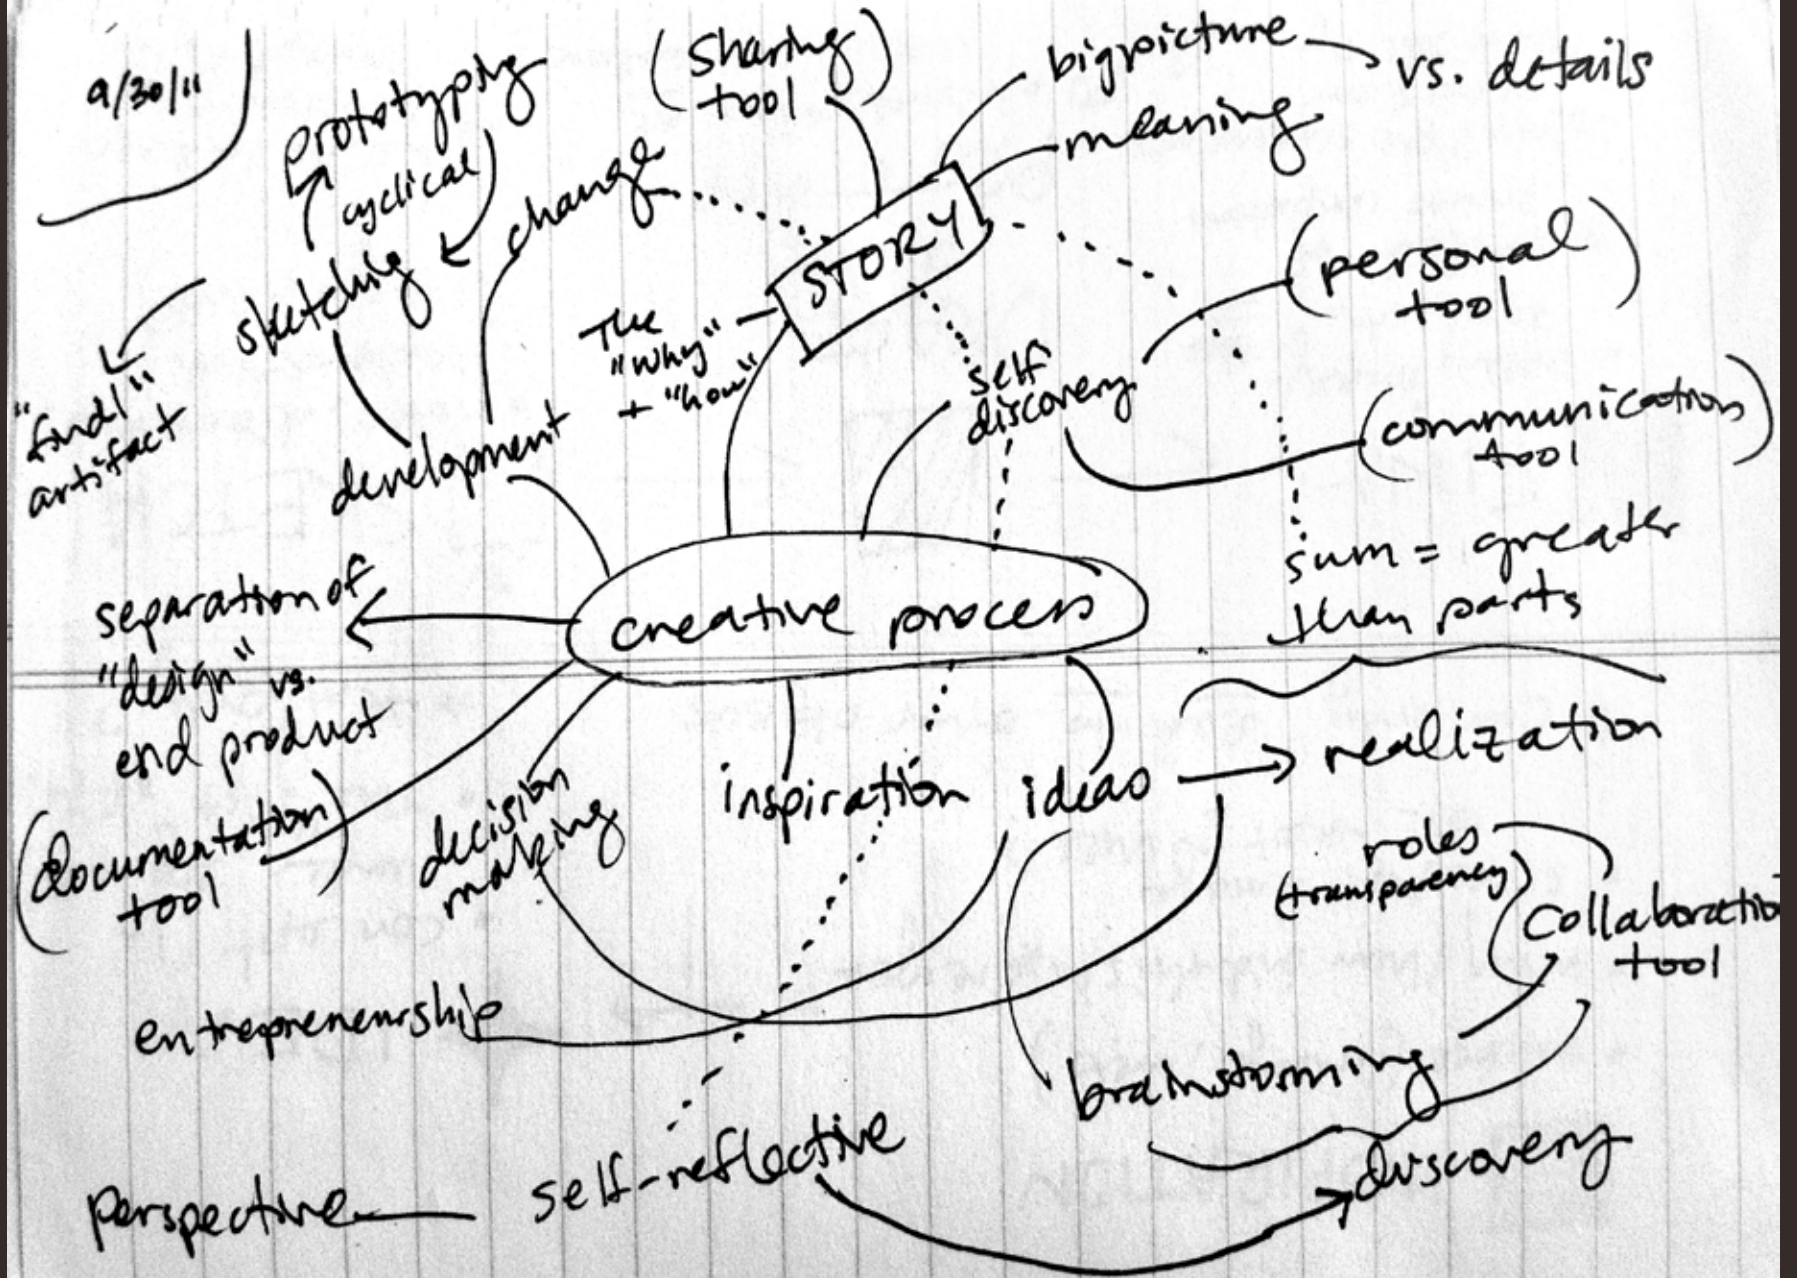 9/30/11
prototyping
cyclical
sketching
"final"
artifact
change
development
(sharing
tool)
bigpicture
vs. details
meaning
STORY
The
"why"
+ "how"
self
discovery
(personal
tool)
(communication
tool)
sum = greater
than parts
creative process
separation of
"design" vs.
end product
(documentation
tool)
decision
making
inspiration
ideas
realization
roles
(transparency)
collaboratio
tool
entrepreneurship
brainstorming
discovery
self-reflective
perspective